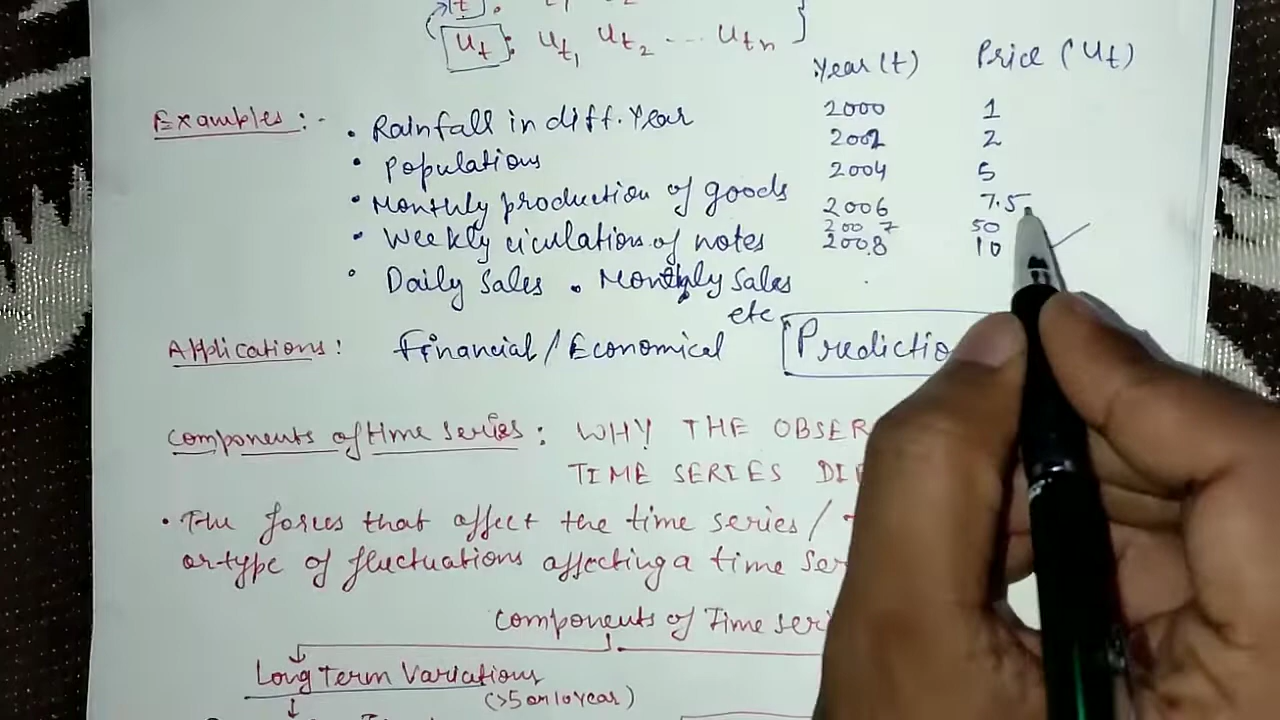 t :
Ut : Ut1 Ut2 ... Utn
Year (t) Price (Ut)
2000 1
2002 2
2004 5
2006 7.5
2007 50
2008 10
Examples :-
• Rainfall in diff. Year
• Populations
• Monthly production of goods
• Weekly ciculation of notes
• Daily Sales • Monthly Sales
etc
Applications : Financial / Economical Predictio
Components of time series : WHY! THE OBSER
TIME SERIES
• The forces that affect the time series /
or type of fluctuations affecting a time ser
Components of Time seri
Long Term Variations
(>5 or 10 year)